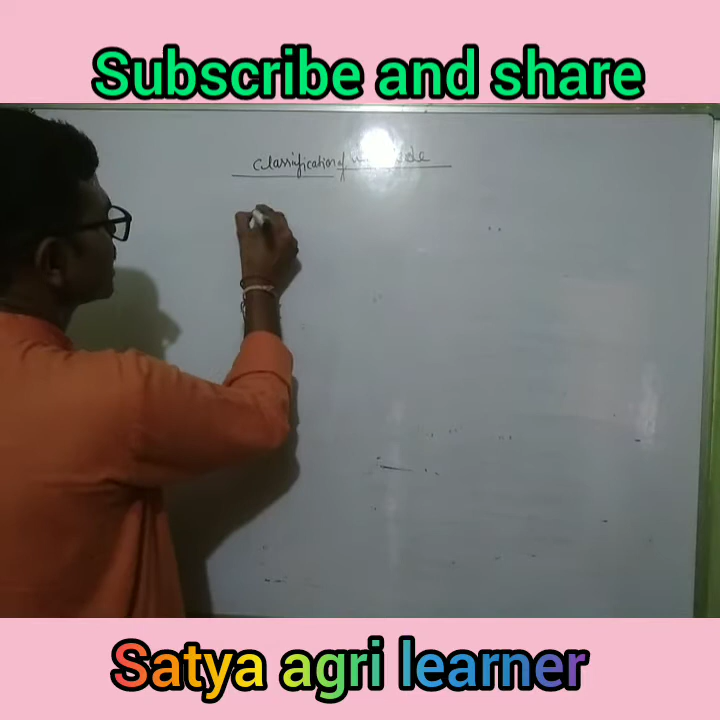 Subscribe and share
Classification of
Satya agri learner